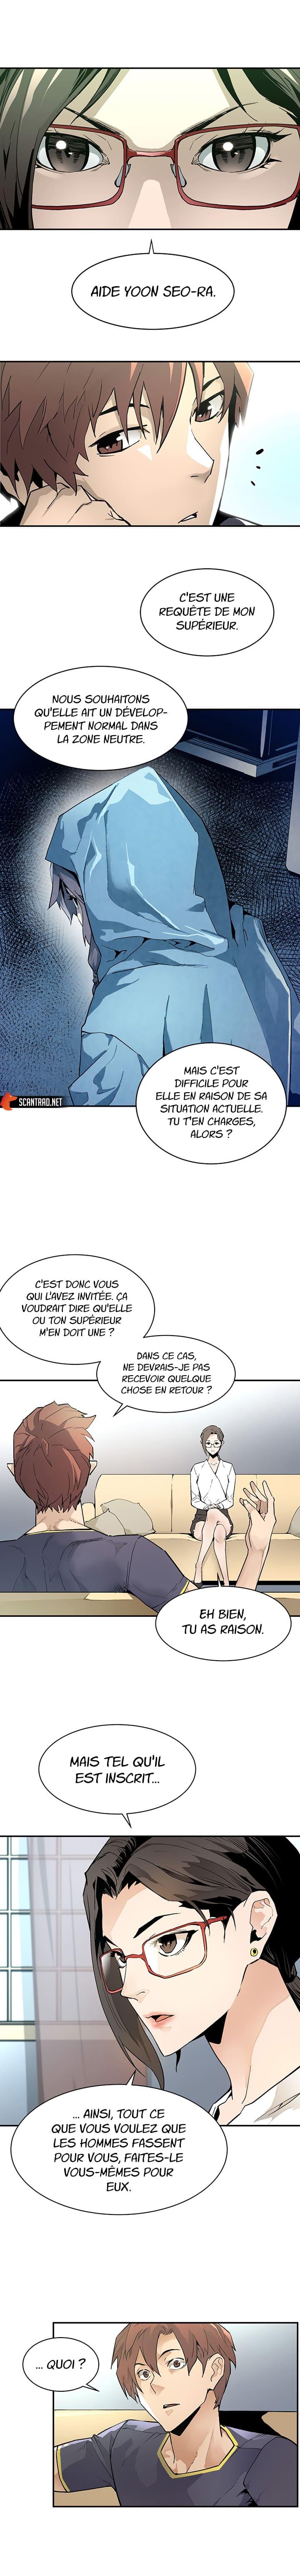 AIDE YOON SEO-RA.
C'EST UNE
REQUÊTE DE MON
SUPÉRIEUR.
NOUS SOUHAITONS
QU'ELLE AIT UN DÉVELOP-
PEMENT NORMAL DANS
LA ZONE NEUTRE.
MAIS C'EST
DIFFICILE POUR
ELLE EN RAISON DE SA
SITUATION ACTUELLE.
TU T'EN CHARGES,
ALORS ?
SCANTRAD.NET
C'EST DONC VOUS
QUI L'AVEZ INVITÉE. ÇA
VOUDRAIT DIRE QU'ELLE
OU TON SUPÉRIEUR
M'EN DOIT UNE ?
DANS CE CAS,
NE DEVRAIS-JE PAS
RECEVOIR QUELQUE
CHOSE EN RETOUR ?
EH BIEN,
TU AS RAISON.
MAIS TEL QU'IL
EST INSCRIT...
... AINSI, TOUT CE
QUE VOUS VOULEZ QUE
LES HOMMES FASSENT
POUR VOUS, FAITES-LE
VOUS-MÊMES POUR
EUX.
... QUOI ?